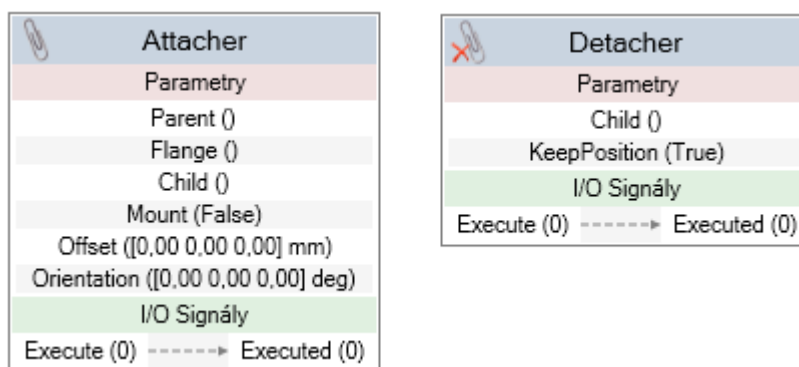 Attacher
Parametry
Parent ()
Flange ()
Child ()
Mount (False)
Offset ([0,00 0,00 0,00] mm)
Orientation ([0,00 0,00 0,00] deg)
I/O Signály
Execute (0) Executed (0)
Detacher
Parametry
Child ()
KeepPosition (True)
I/O Signály
Execute (0) Executed (0)